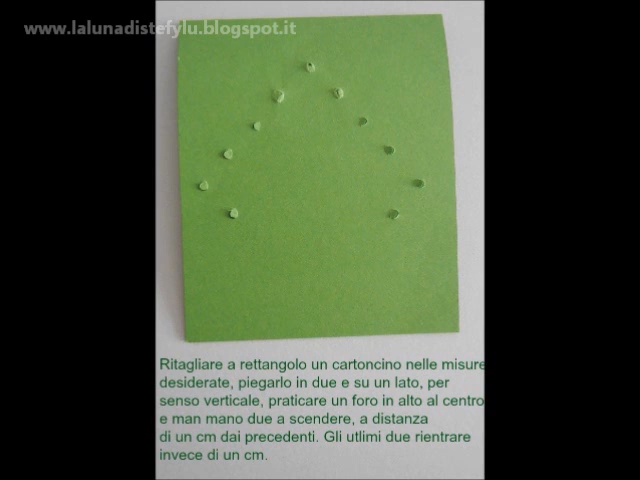 www.lalunadistefylu.blogspot.it
Ritagliare a rettangolo un cartoncino nelle misure
desiderate, piegarlo in due e su un lato, per
senso verticale, praticare un foro in alto al centro
e man mano due a scendere, a distanza
di un cm dai precedenti. Gli utlimi due rientrare
invece di un cm.